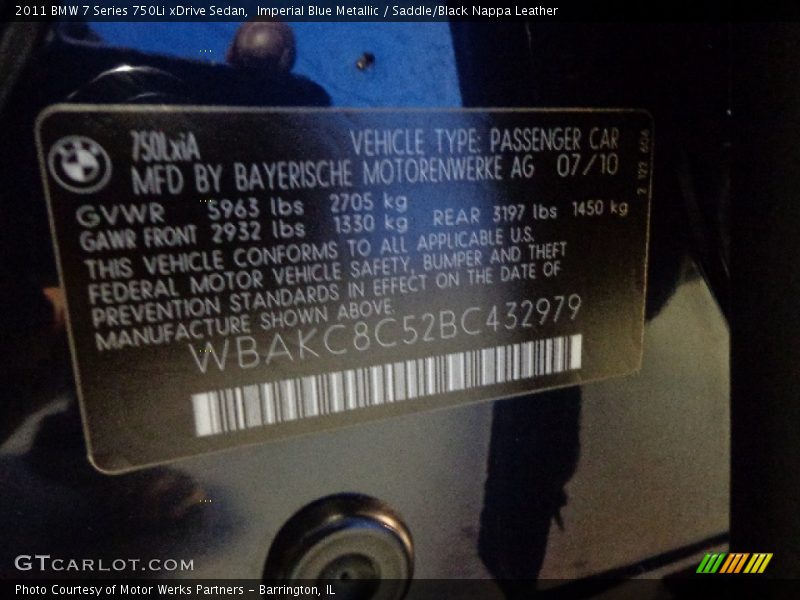 2011 BMW 7 Series 750Li xDrive Sedan,  Imperial Blue Metallic / Saddle/Black Nappa Leather
750LxiA VEHICLE TYPE: PASSENGER CAR
MFD BY BAYERISCHE MOTORENWERKE AG 07/10
GVWR 5963 lbs 2705 kg
GAWR FRONT 2932 lbs 1330 kg REAR 3197 lbs 1450 kg
THIS VEHICLE CONFORMS TO ALL APPLICABLE U.S.
FEDERAL MOTOR VEHICLE SAFETY, BUMPER AND THEFT
PREVENTION STANDARDS IN EFFECT ON THE DATE OF
MANUFACTURE SHOWN ABOVE.
WBAKC8C52BC432979
2 122 606
GTCARLOT.COM
Photo Courtesy of Motor Werks Partners - Barrington, IL